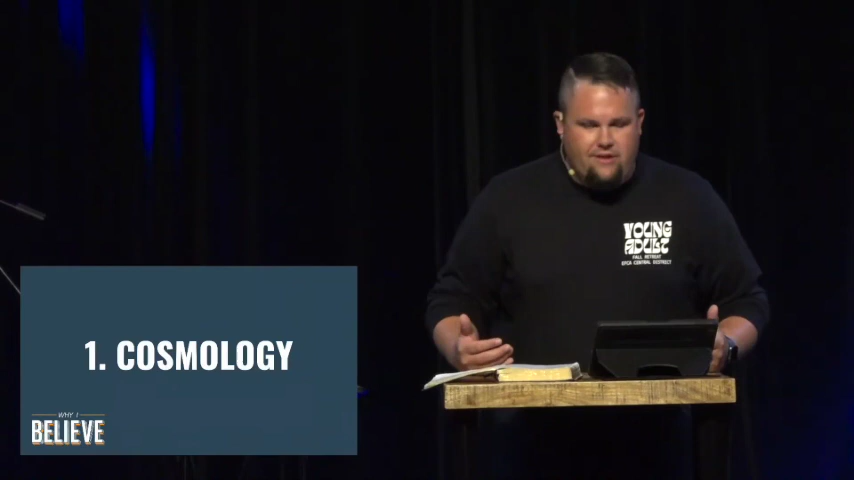 YOUNG
ADULT
FALL RETREAT
EFCA CENTRAL DISTRICT
1. COSMOLOGY
WHY I
BELIEVE